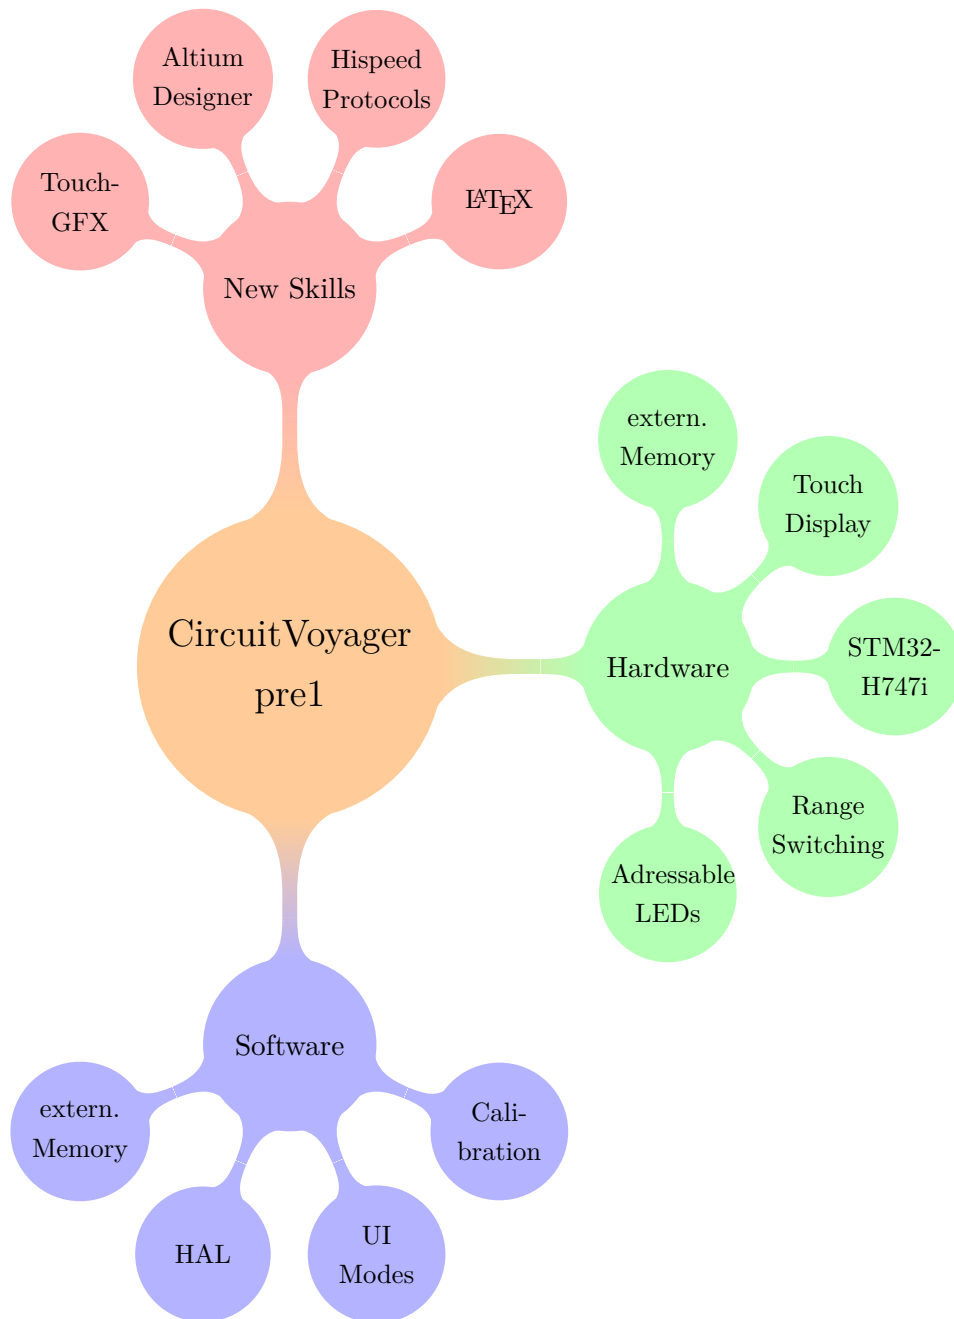 Altium
Designer
Hispeed
Protocols
Touch-
GFX
LATEX
New Skills
extern.
Memory
Touch
Display
CircuitVoyager
pre1
Hardware
STM32-
H747i
Range
Switching
Adressable
LEDs
Software
extern.
Memory
Cali-
bration
HAL
UI
Modes